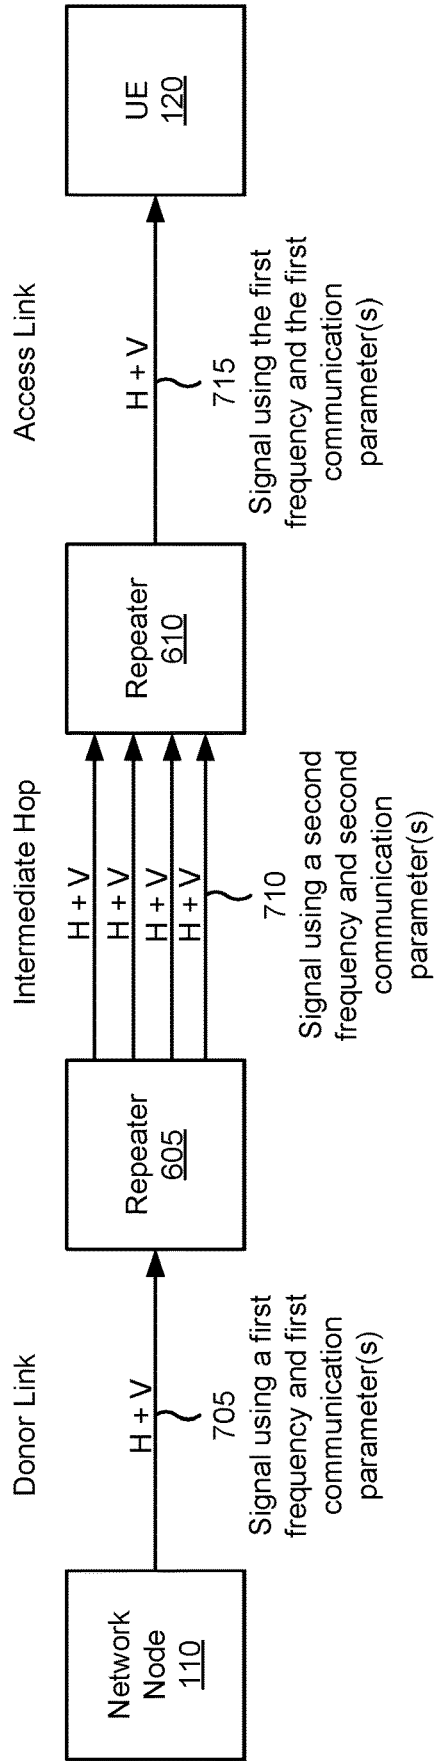 Donor Link
Intermediate Hop
Access Link
Network
Node
110
H + V
705
Signal using a first
frequency and first
communication
parameter(s)
Repeater
605
H + V
H + V
H + V
H + V
710
Signal using a second
frequency and second
communication
parameter(s)
Repeater
610
H + V
715
Signal using the first
frequency and the first
communication
parameter(s)
UE
120